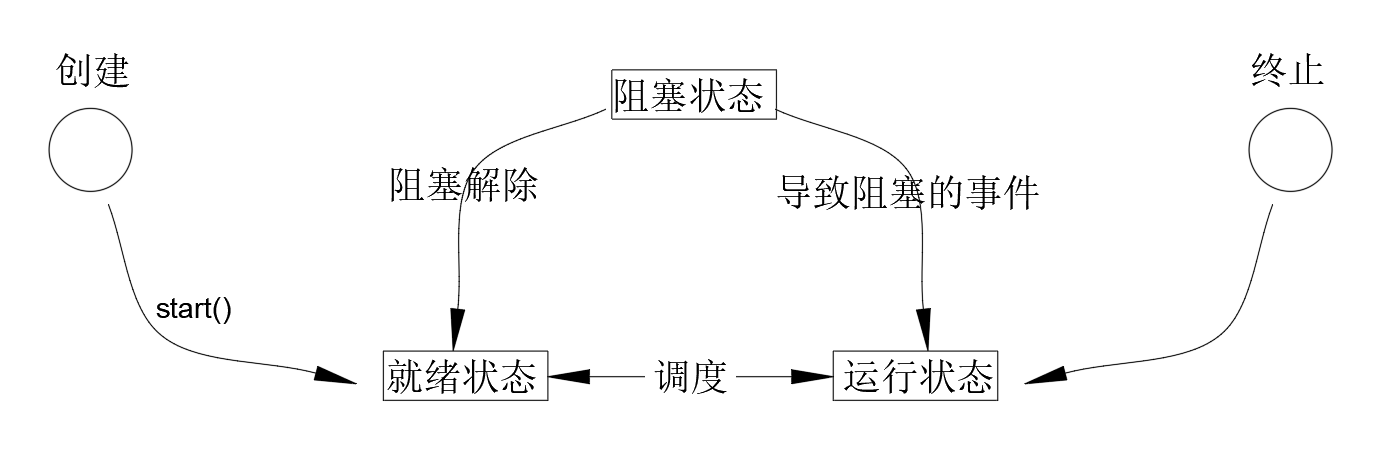 创建
阻塞状态
终止
阻塞解除
导致阻塞的事件
start()
就绪状态
调度
运行状态